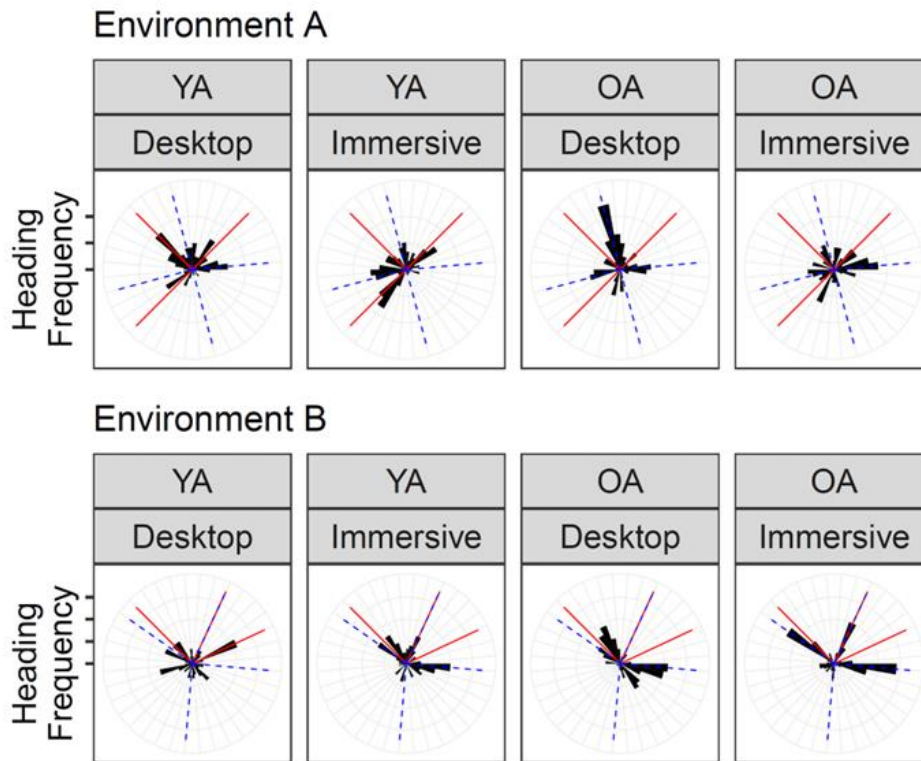 Environment A
YA YA OA OA
Desktop Immersive Desktop Immersive
Heading
Frequency
Environment B
YA YA OA OA
Desktop Immersive Desktop Immersive
Heading
Frequency